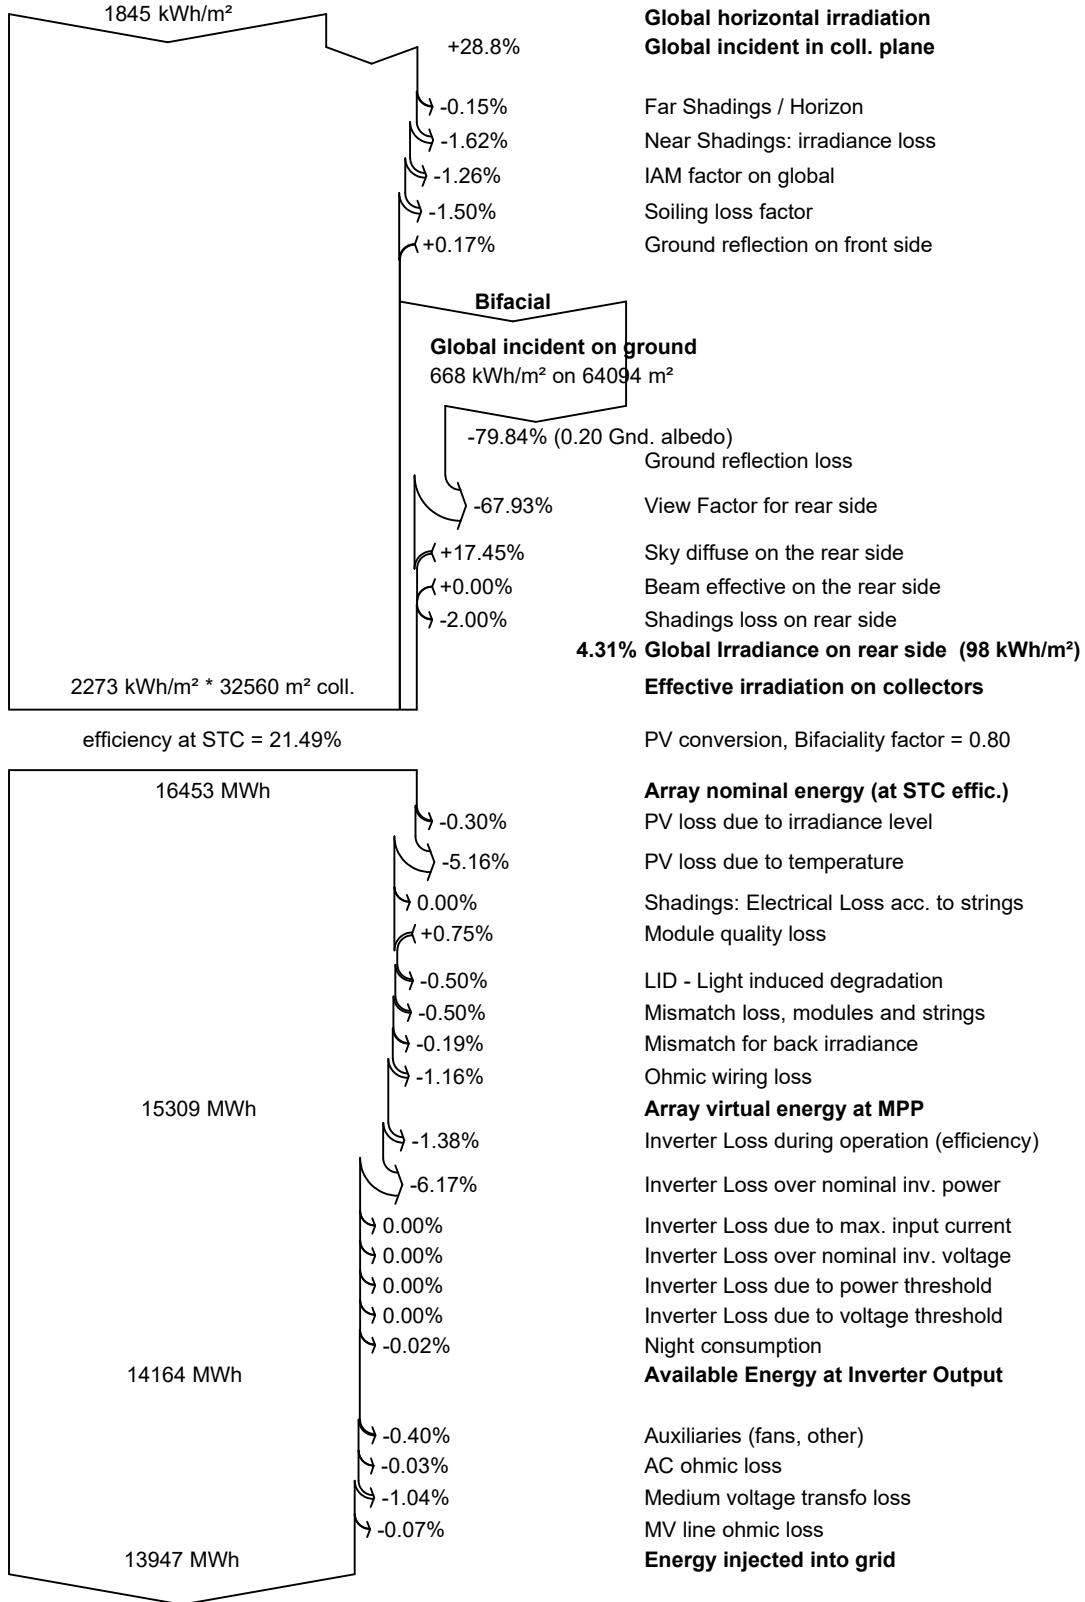 1845 kWh/m² Global horizontal irradiation
+28.8% Global incident in coll. plane
-0.15% Far Shadings / Horizon
-1.62% Near Shadings: irradiance loss
-1.26% IAM factor on global
-1.50% Soiling loss factor
+0.17% Ground reflection on front side
Bifacial
Global incident on ground
668 kWh/m² on 64094 m²
-79.84% (0.20 Gnd. albedo)
Ground reflection loss
-67.93% View Factor for rear side
+17.45% Sky diffuse on the rear side
+0.00% Beam effective on the rear side
-2.00% Shadings loss on rear side
4.31% Global Irradiance on rear side (98 kWh/m²)
2273 kWh/m² * 32560 m² coll. Effective irradiation on collectors
efficiency at STC = 21.49% PV conversion, Bifaciality factor = 0.80
16453 MWh Array nominal energy (at STC effic.)
-0.30% PV loss due to irradiance level
-5.16% PV loss due to temperature
0.00% Shadings: Electrical Loss acc. to strings
+0.75% Module quality loss
-0.50% LID - Light induced degradation
-0.50% Mismatch loss, modules and strings
-0.19% Mismatch for back irradiance
-1.16% Ohmic wiring loss
15309 MWh Array virtual energy at MPP
-1.38% Inverter Loss during operation (efficiency)
-6.17% Inverter Loss over nominal inv. power
0.00% Inverter Loss due to max. input current
0.00% Inverter Loss over nominal inv. voltage
0.00% Inverter Loss due to power threshold
0.00% Inverter Loss due to voltage threshold
-0.02% Night consumption
14164 MWh Available Energy at Inverter Output
-0.40% Auxiliaries (fans, other)
-0.03% AC ohmic loss
-1.04% Medium voltage transfo loss
-0.07% MV line ohmic loss
13947 MWh Energy injected into grid